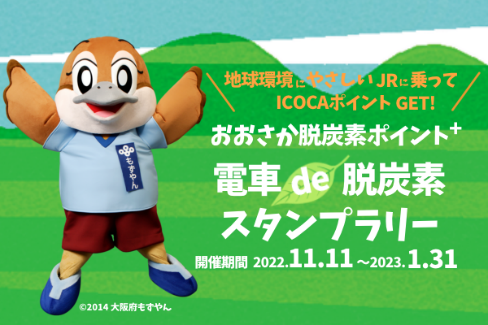 地球環境にやさしいJRに乗って
ICOCAポイントGET!
おおさか脱炭素ポイント+
電車 de 脱炭素
スタンプラリー
開催期間 2022.11.11～2023.1.31
もずやん
©2014 大阪府もずやん